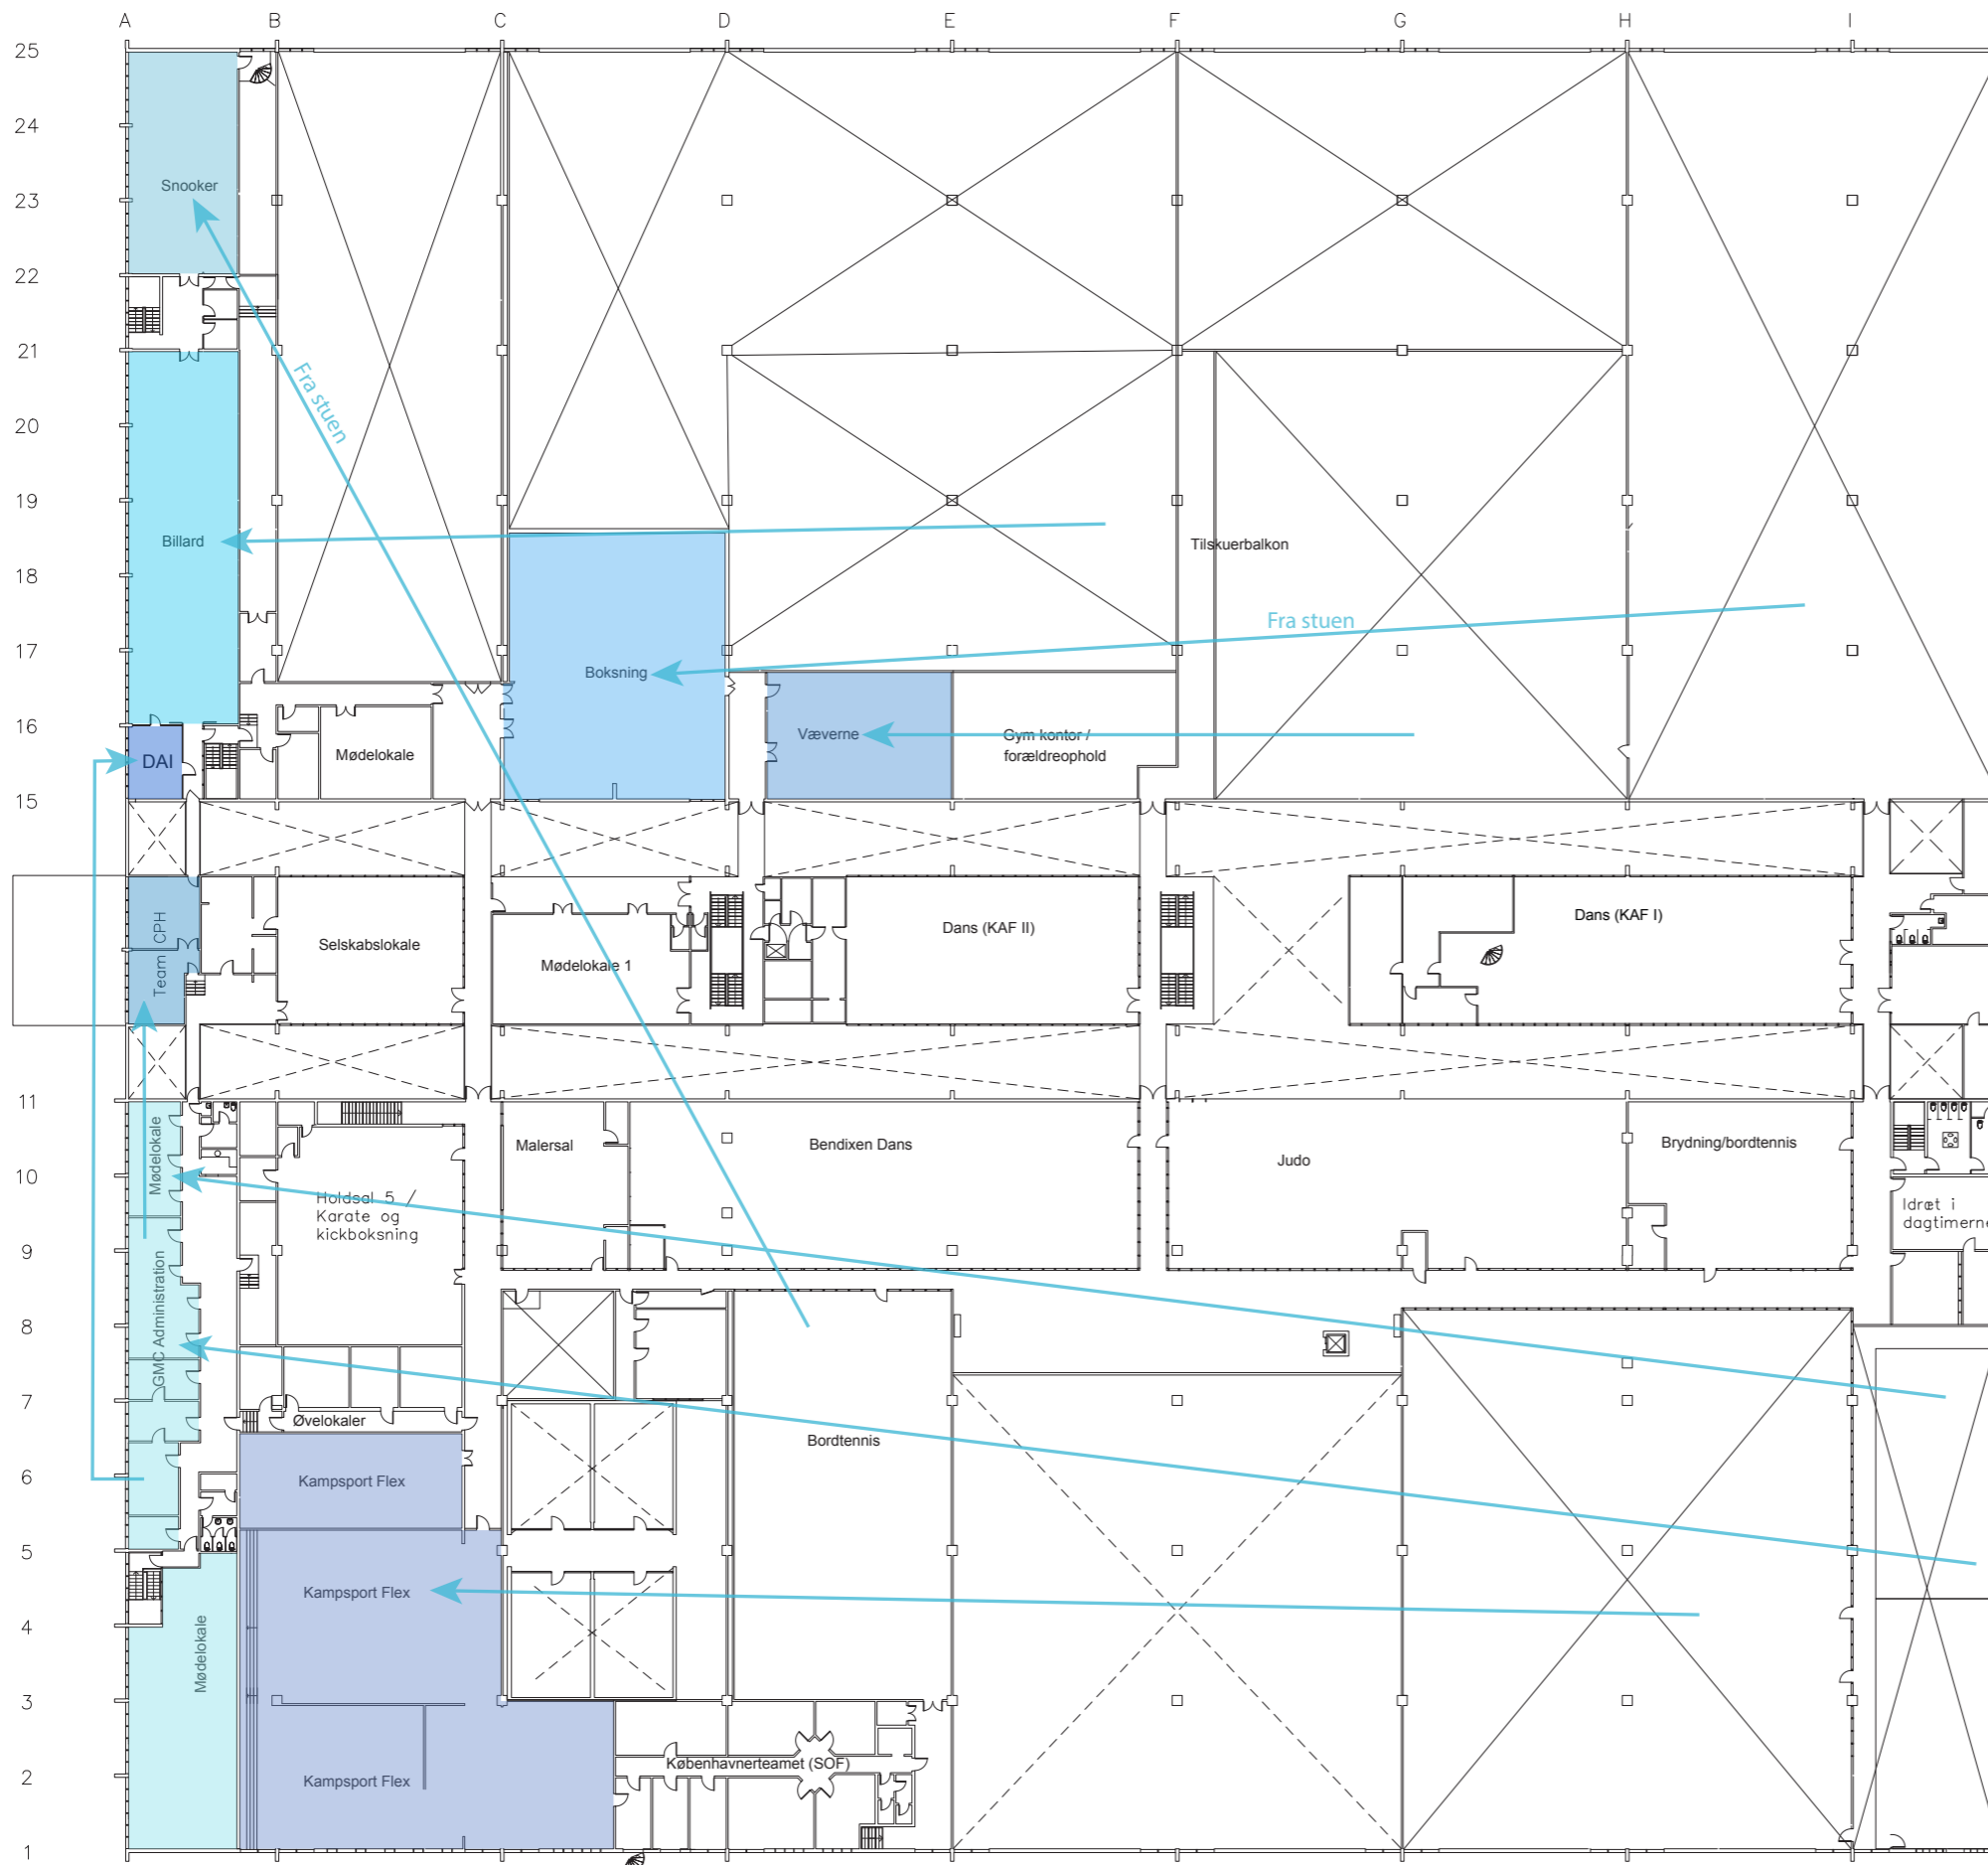 A B C D E F G H I
25
24
23
22
21
20
19
18
17
16
15
11
10
9
8
7
6
5
4
3
2
1
Snooker
Fra stuen
Billard
Tilskuerbalkon
Fra stuen
Boksning
Væverne
Gym kontor /
forældreophold
Mødelokale
DAI
Team CPH
Selskabslokale
Mødelokale 1
Dans (KAF II)
Dans (KAF I)
Mødelokale
Malersal
Bendixen Dans
Judo
Brydning/bordtennis
Holdsal 5 /
Karate og
kickboksning
Idræt i
dagtimerne
GMC Administration
Øvelokaler
Bordtennis
Kampsport Flex
Kampsport Flex
Mødelokale
Københavnerteamet (SOF)
Kampsport Flex